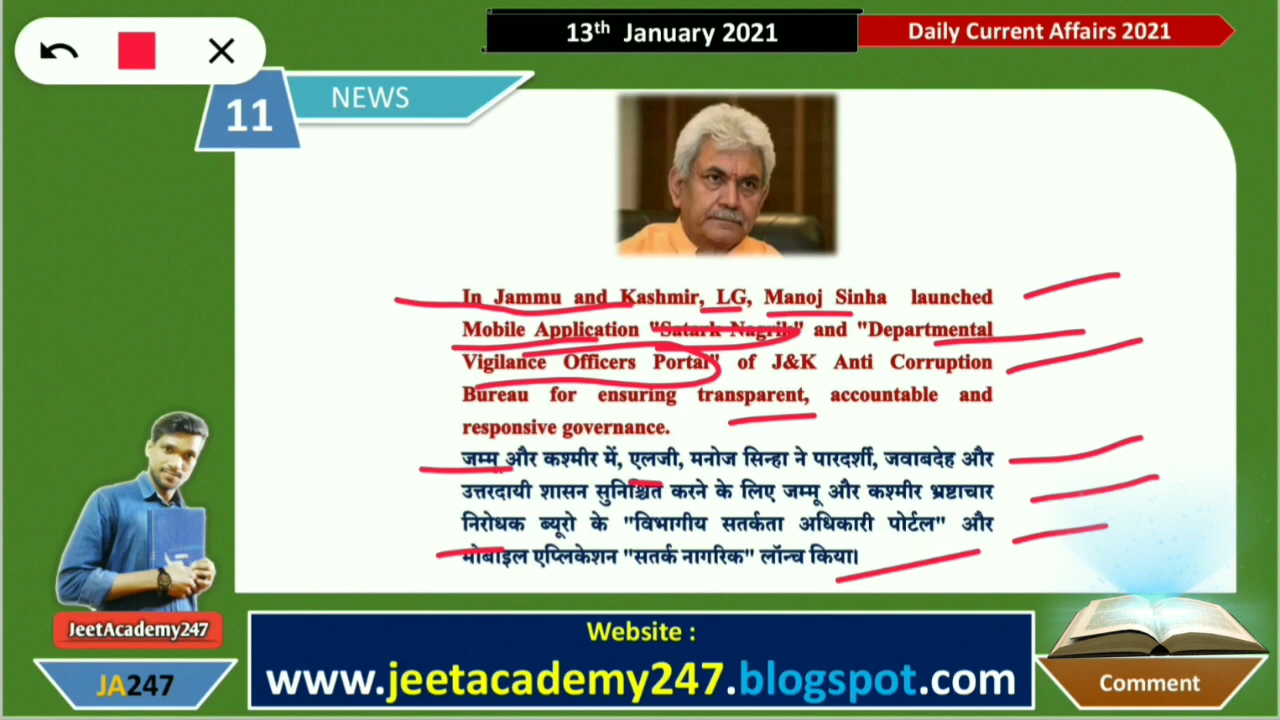 13th January 2021
Daily Current Affairs 2021
11
NEWS
In Jammu and Kashmir, LG, Manoj Sinha launched
Mobile Application "Satark Nagrik" and "Departmental
Vigilance Officers Portal" of J&K Anti Corruption
Bureau for ensuring transparent, accountable and
responsive governance.
जम्मू और कश्मीर में, एलजी, मनोज सिन्हा ने पारदर्शी, जवाबदेह और
उत्तरदायी शासन सुनिश्चित करने के लिए जम्मू और कश्मीर भ्रष्टाचार
निरोधक ब्यूरो के "विभागीय सतर्कता अधिकारी पोर्टल" और
मोबाइल एप्लिकेशन "सतर्क नागरिक" लॉन्च किया।
JeetAcademy247
JA247
Website :
www.jeetacademy247.blogspot.com
Comment